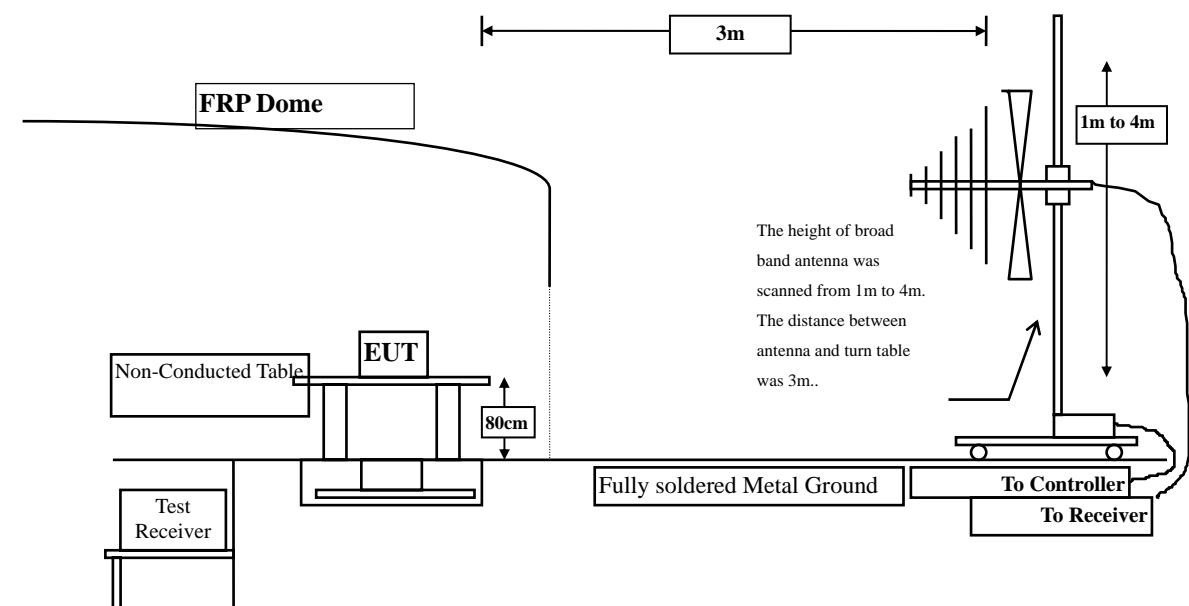 3m
FRP Dome
1m to 4m
The height of broad
band antenna was
scanned from 1m to 4m.
The distance between
antenna and turn table
was 3m..
EUT
Non-Conducted Table
80cm
Fully soldered Metal Ground
To Controller
To Receiver
Test
Receiver